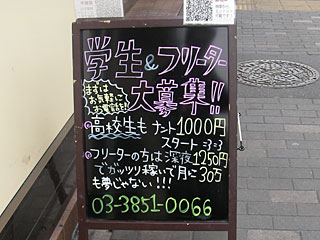 学生&フリーター
大募集!!
まずは
お気軽に
お電話を!
高校生もナント1000円
スタート
フリーターの方は深夜1250円
でガッツリ稼いで月に30万
も夢じゃない!!!
03-3851-0066